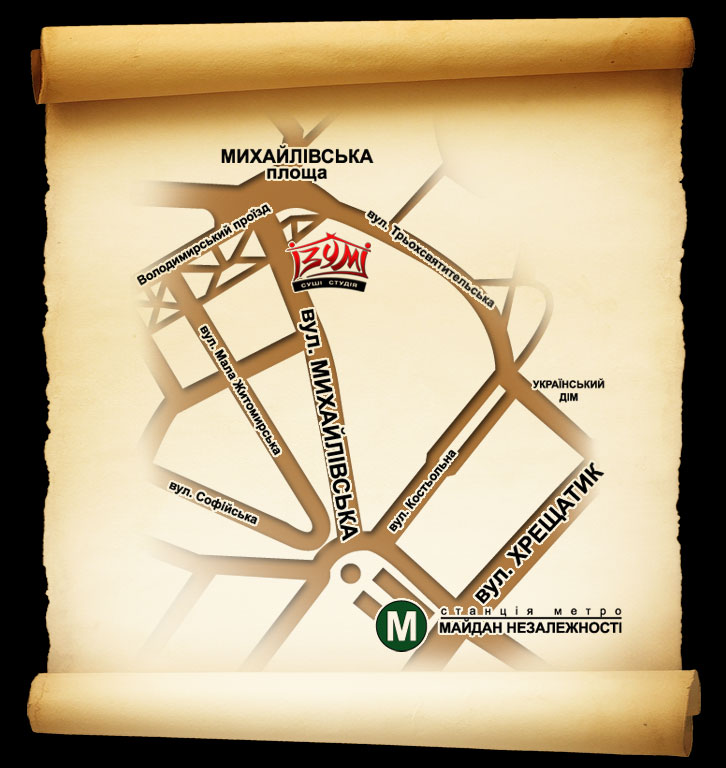 МИХАЙЛІВСЬКА
площа
Володимирський проїзд
вул. Трьохсвятительська
ІЗУМІ
СУШІ СТУДІЯ
вул. МИХАЙЛІВСЬКА
вул. Мала Житомирська
УКРАЇНСЬКИЙ
ДІМ
вул. Костьольна
вул. Софійська
вул. ХРЕЩАТИК
станція метро
М
МАЙДАН НЕЗАЛЕЖНОСТІ